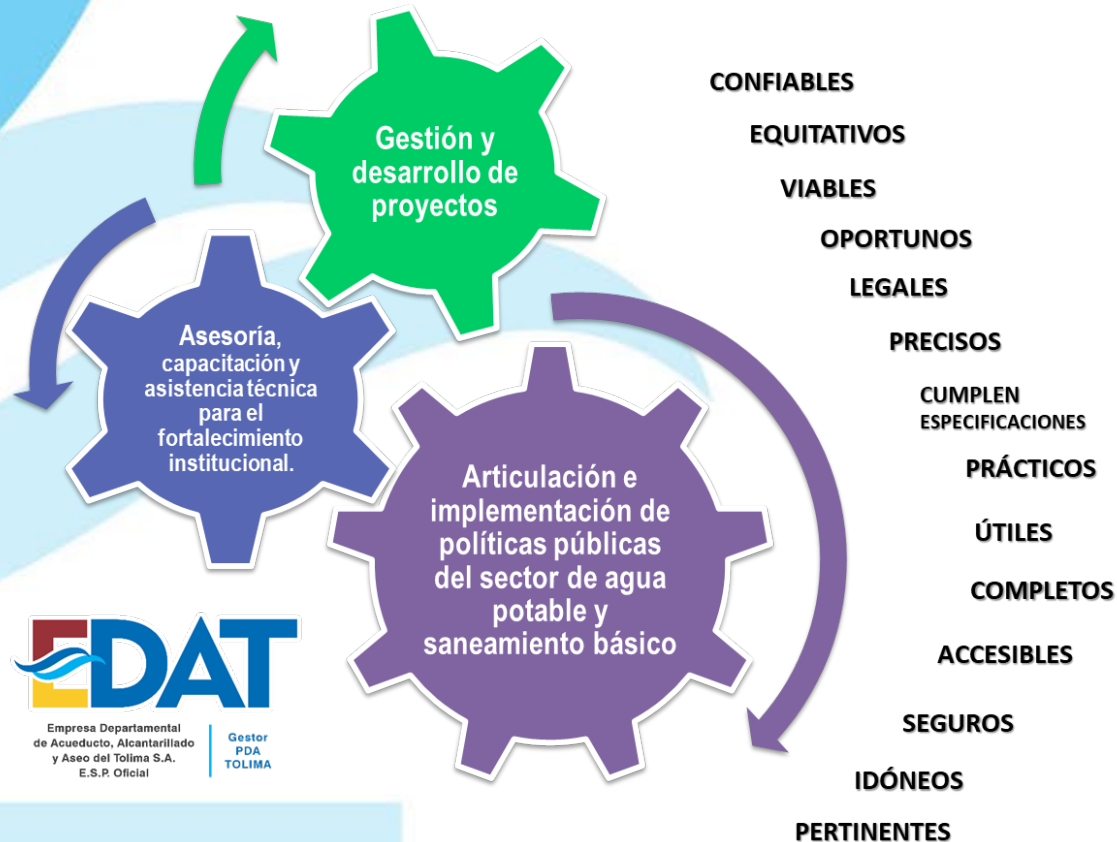 Gestión y
desarrollo de
proyectos
Asesoría,
capacitación y
asistencia técnica
para el
fortalecimiento
institucional.
Articulación e
implementación de
políticas públicas
del sector de agua
potable y
saneamiento básico
CONFIABLES
EQUITATIVOS
VIABLES
OPORTUNOS
LEGALES
PRECISOS
CUMPLEN
ESPECIFICACIONES
PRÁCTICOS
ÚTILES
COMPLETOS
ACCESIBLES
SEGUROS
IDÓNEOS
PERTINENTES
EDAT
Empresa Departamental
de Acueducto, Alcantarillado
y Aseo del Tolima S.A.
E.S.P. Oficial
Gestor
PDA
TOLIMA